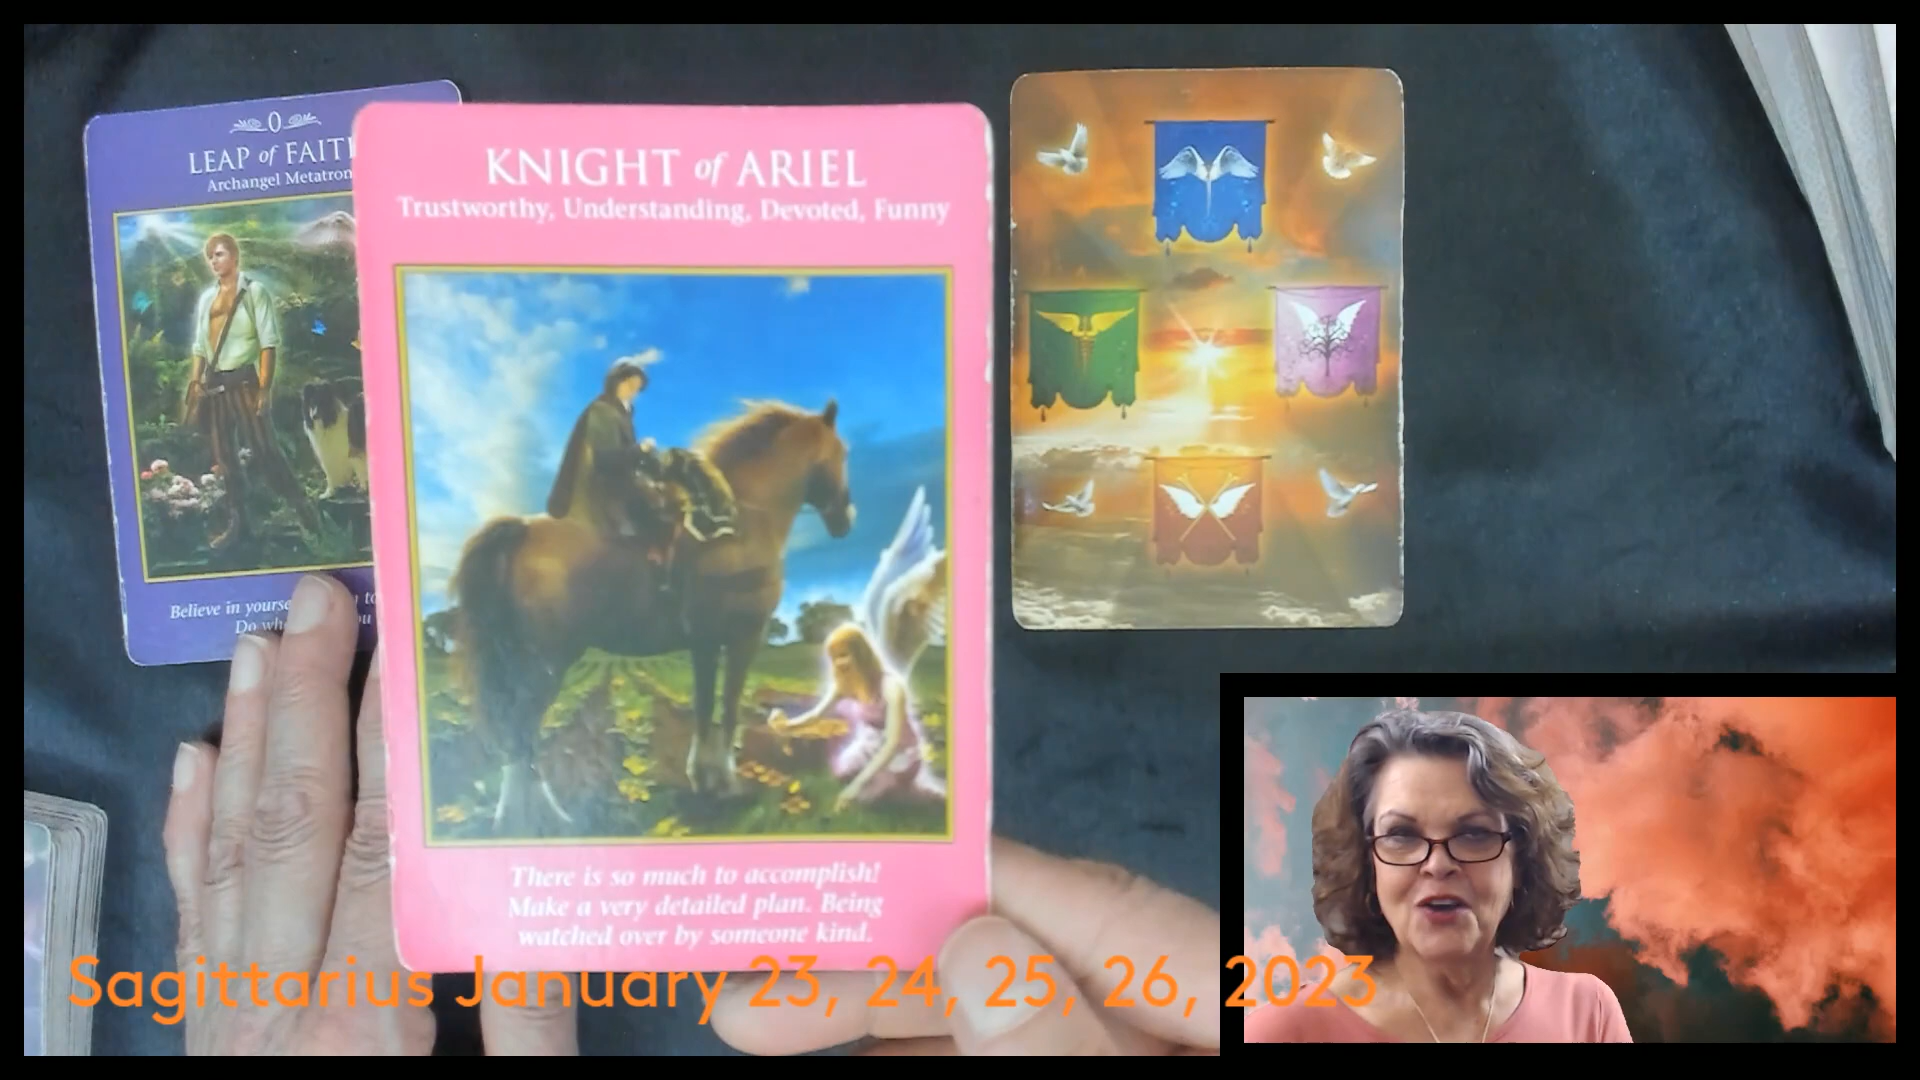 0
LEAP of FAIT
Archangel Metatron
Believe in
Do
KNIGHT of ARIEL
Trustworthy, Understanding, Devoted, Funny
There is so much to accomplish!
Make a very detailed plan. Being
watched over by someone kind.
Sagittarius January 23, 24, 25, 26, 2023